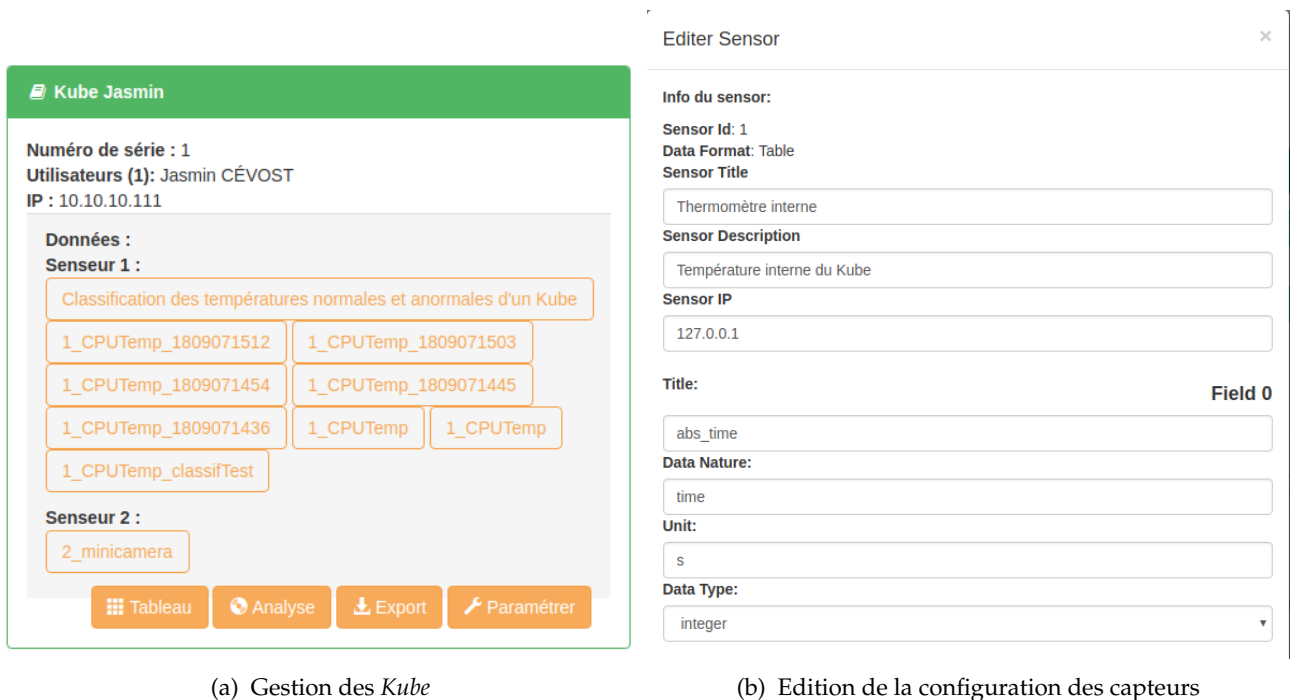 Kube Jasmin
Numéro de série : 1
Utilisateurs (1): Jasmin CÉVOST
IP : 10.10.10.111
Données :
Senseur 1 :
Classification des températures normales et anormales d'un Kube
1_CPUTemp_1809071512 1_CPUTemp_1809071503
1_CPUTemp_1809071454 1_CPUTemp_1809071445
1_CPUTemp_1809071436 1_CPUTemp 1_CPUTemp
1_CPUTemp_classifTest
Senseur 2 :
2_minicamera
Tableau Analyse Export Paramétrer
(a) Gestion des Kube
Editer Sensor ×
Info du sensor:
Sensor Id: 1
Data Format: Table
Sensor Title
Thermomètre interne
Sensor Description
Température interne du Kube
Sensor IP
127.0.0.1
Title:
Field 0
abs_time
Data Nature:
time
Unit:
s
Data Type:
integer
(b) Edition de la configuration des capteurs